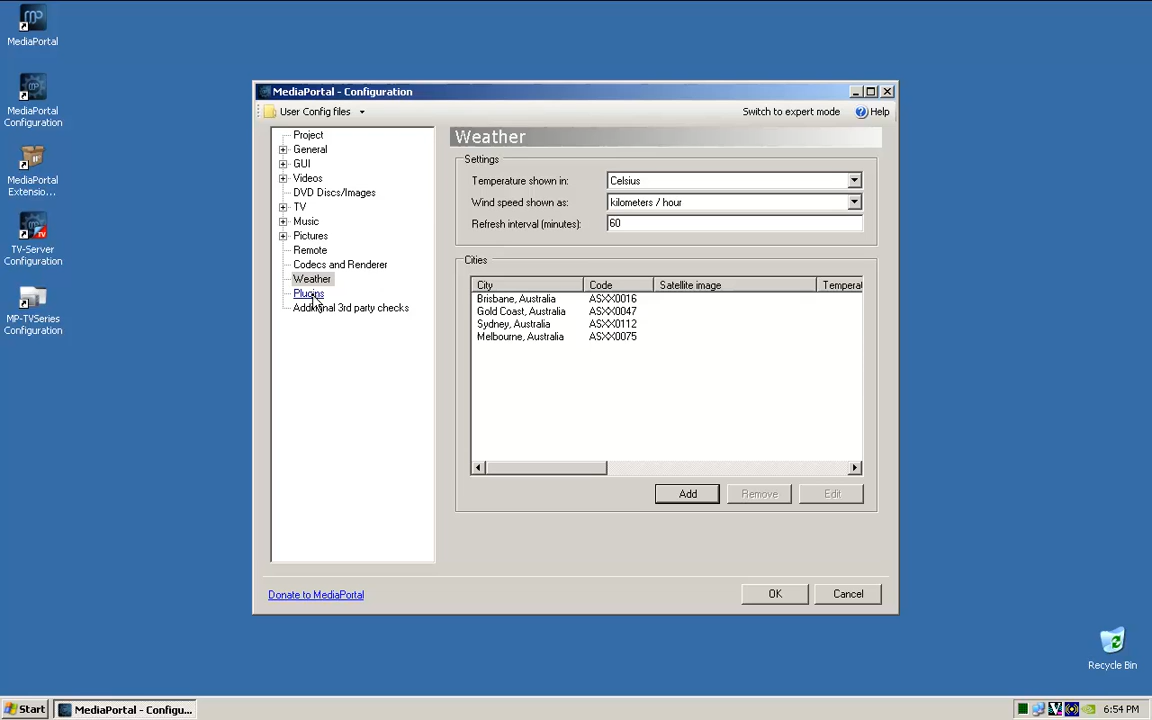 MediaPortal
MediaPortal
Configuration
MediaPortal
Extensio...
TV-Server
Configuration
MP-TVSeries
Configuration
MediaPortal - Configuration
User Config files
Switch to expert mode
Help
Project
General
GUI
Videos
DVD Discs/Images
TV
Music
Pictures
Remote
Codecs and Renderer
Weather
Plugins
Additional 3rd party checks
Weather
Settings
Temperature shown in: Celsius
Wind speed shown as: kilometers / hour
Refresh interval (minutes): 60
Cities
City Code Satellite image Temperat
Brisbane, Australia ASXX0016
Gold Coast, Australia ASXX0047
Sydney, Australia ASXX0112
Melbourne, Australia ASXX0075
Add Remove Edit
Donate to MediaPortal
OK Cancel
Recycle Bin
Start MediaPortal - Configu... 6:54 PM